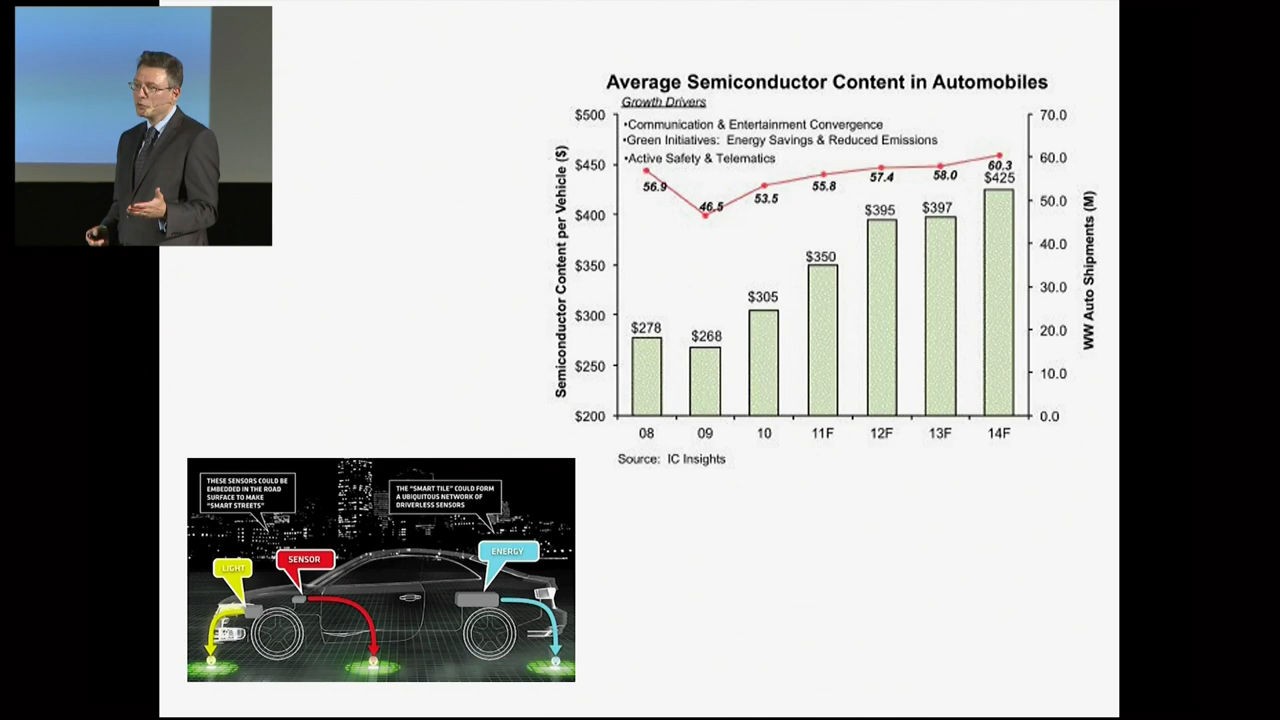 Average Semiconductor Content in Automobiles
Growth Drivers
•Communication & Entertainment Convergence
•Green Initiatives: Energy Savings & Reduced Emissions
•Active Safety & Telematics
Semiconductor Content per Vehicle ($)
$500
$450
$400
$350
$300
$250
$200
70.0
60.0
50.0
40.0
30.0
20.0
10.0
0.0
WW Auto Shipments (M)
56.9
46.5
53.5
55.8
57.4
58.0
60.3
$278
$268
$305
$350
$395
$397
$425
08
09
10
11F
12F
13F
14F
Source: IC Insights
THESE SENSORS COULD BE
EMBEDDED IN THE ROAD
SURFACE TO MAKE
"SMART STREETS"
THE "SMART TILE" COULD FORM
A UBIQUITOUS NETWORK OF
DRIVERLESS SENSORS
LIGHT
SENSOR
ENERGY